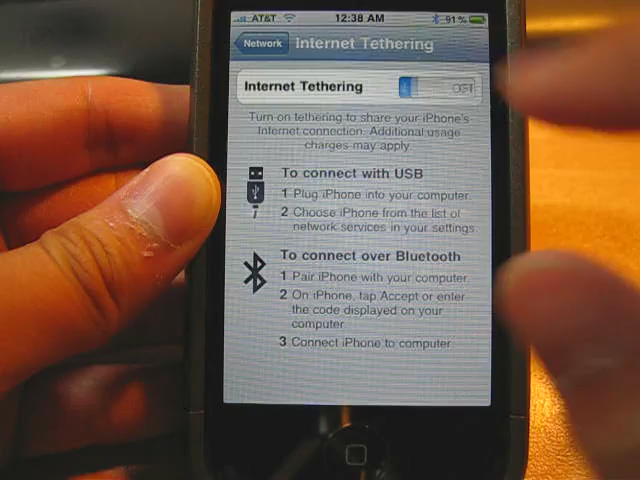 AT&T 12:38 AM 91%
Network Internet Tethering
Internet Tethering OFF
Turn on tethering to share your iPhone's
Internet connection. Additional usage
charges may apply.
To connect with USB
1 Plug iPhone into your computer.
2 Choose iPhone from the list of
network services in your settings.
To connect over Bluetooth
1 Pair iPhone with your computer.
2 On iPhone, tap Accept or enter
the code displayed on your
computer.
3 Connect iPhone to computer.